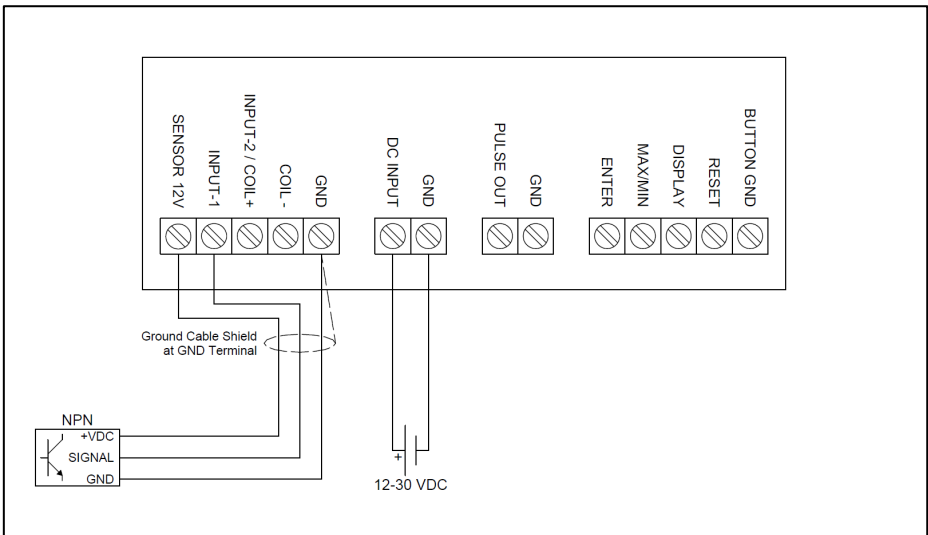 SENSOR 12V
INPUT-1
INPUT-2 / COIL+
COIL -
GND
DC INPUT
GND
PULSE OUT
GND
ENTER
MAX/MIN
DISPLAY
RESET
BUTTON GND
Ground Cable Shield
at GND Terminal
NPN
+VDC
SIGNAL
GND
+
12-30 VDC